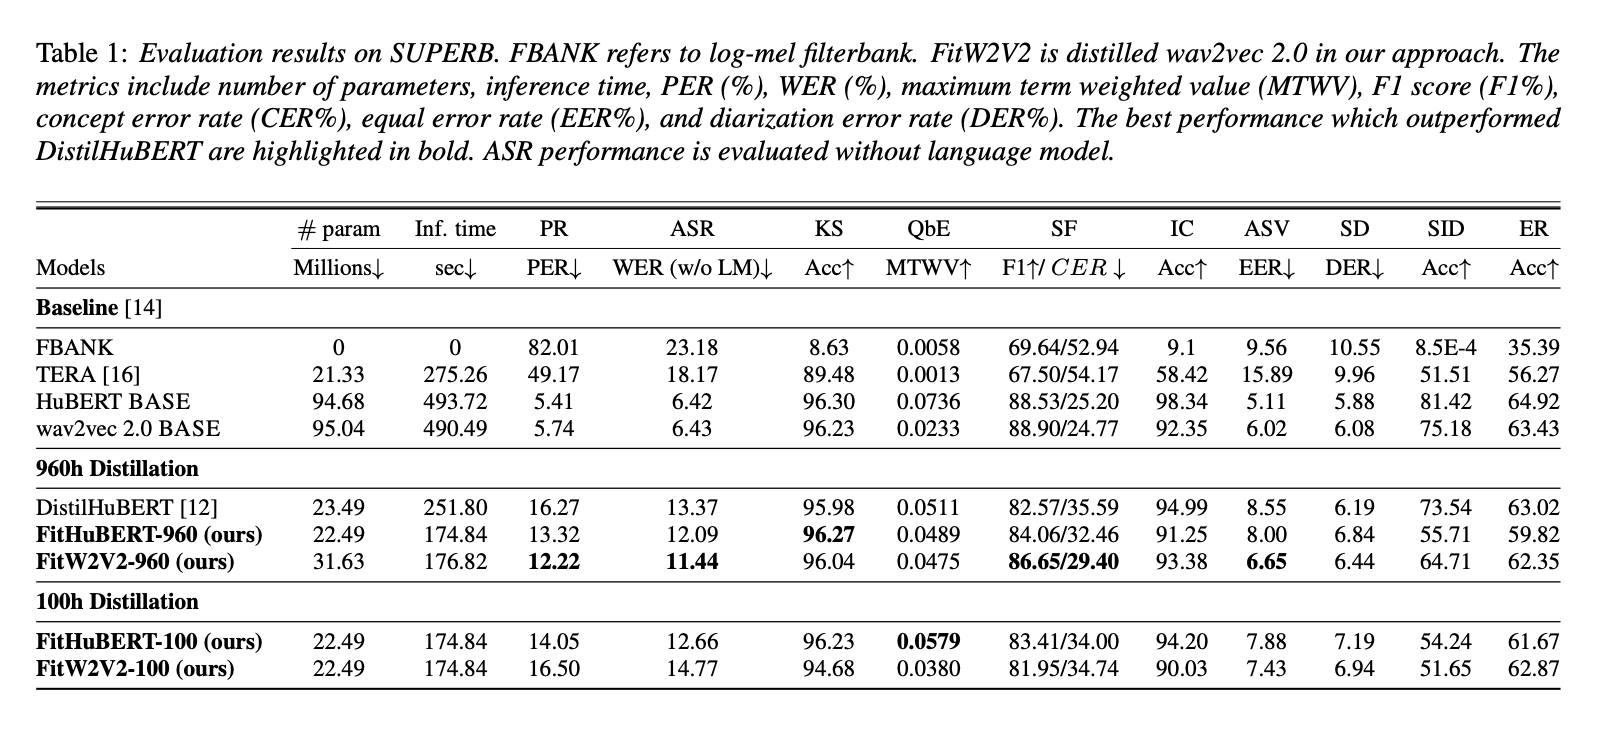 Table 1: Evaluation results on SUPERB. FBANK refers to log-mel filterbank. FitW2V2 is distilled wav2vec 2.0 in our approach. The
metrics include number of parameters, inference time, PER (%), WER (%), maximum term weighted value (MTWV), F1 score (F1%),
concept error rate (CER%), equal error rate (EER%), and diarization error rate (DER%). The best performance which outperformed
DistilHuBERT are highlighted in bold. ASR performance is evaluated without language model.
# param Inf. time PR ASR KS QbE SF IC ASV SD SID ER
Models Millions↓ sec↓ PER↓ WER (w/o LM)↓ Acc↑ MTWV↑ F1↑/ CER ↓ Acc↑ EER↓ DER↓ Acc↑ Acc↑
Baseline [14]
FBANK 0 0 82.01 23.18 8.63 0.0058 69.64/52.94 9.1 9.56 10.55 8.5E-4 35.39
TERA [16] 21.33 275.26 49.17 18.17 89.48 0.0013 67.50/54.17 58.42 15.89 9.96 51.51 56.27
HuBERT BASE 94.68 493.72 5.41 6.42 96.30 0.0736 88.53/25.20 98.34 5.11 5.88 81.42 64.92
wav2vec 2.0 BASE 95.04 490.49 5.74 6.43 96.23 0.0233 88.90/24.77 92.35 6.02 6.08 75.18 63.43
960h Distillation
DistilHuBERT [12] 23.49 251.80 16.27 13.37 95.98 0.0511 82.57/35.59 94.99 8.55 6.19 73.54 63.02
FitHuBERT-960 (ours) 22.49 174.84 13.32 12.09 96.27 0.0489 84.06/32.46 91.25 8.00 6.84 55.71 59.82
FitW2V2-960 (ours) 31.63 176.82 12.22 11.44 96.04 0.0475 86.65/29.40 93.38 6.65 6.44 64.71 62.35
100h Distillation
FitHuBERT-100 (ours) 22.49 174.84 14.05 12.66 96.23 0.0579 83.41/34.00 94.20 7.88 7.19 54.24 61.67
FitW2V2-100 (ours) 22.49 174.84 16.50 14.77 94.68 0.0380 81.95/34.74 90.03 7.43 6.94 51.65 62.87